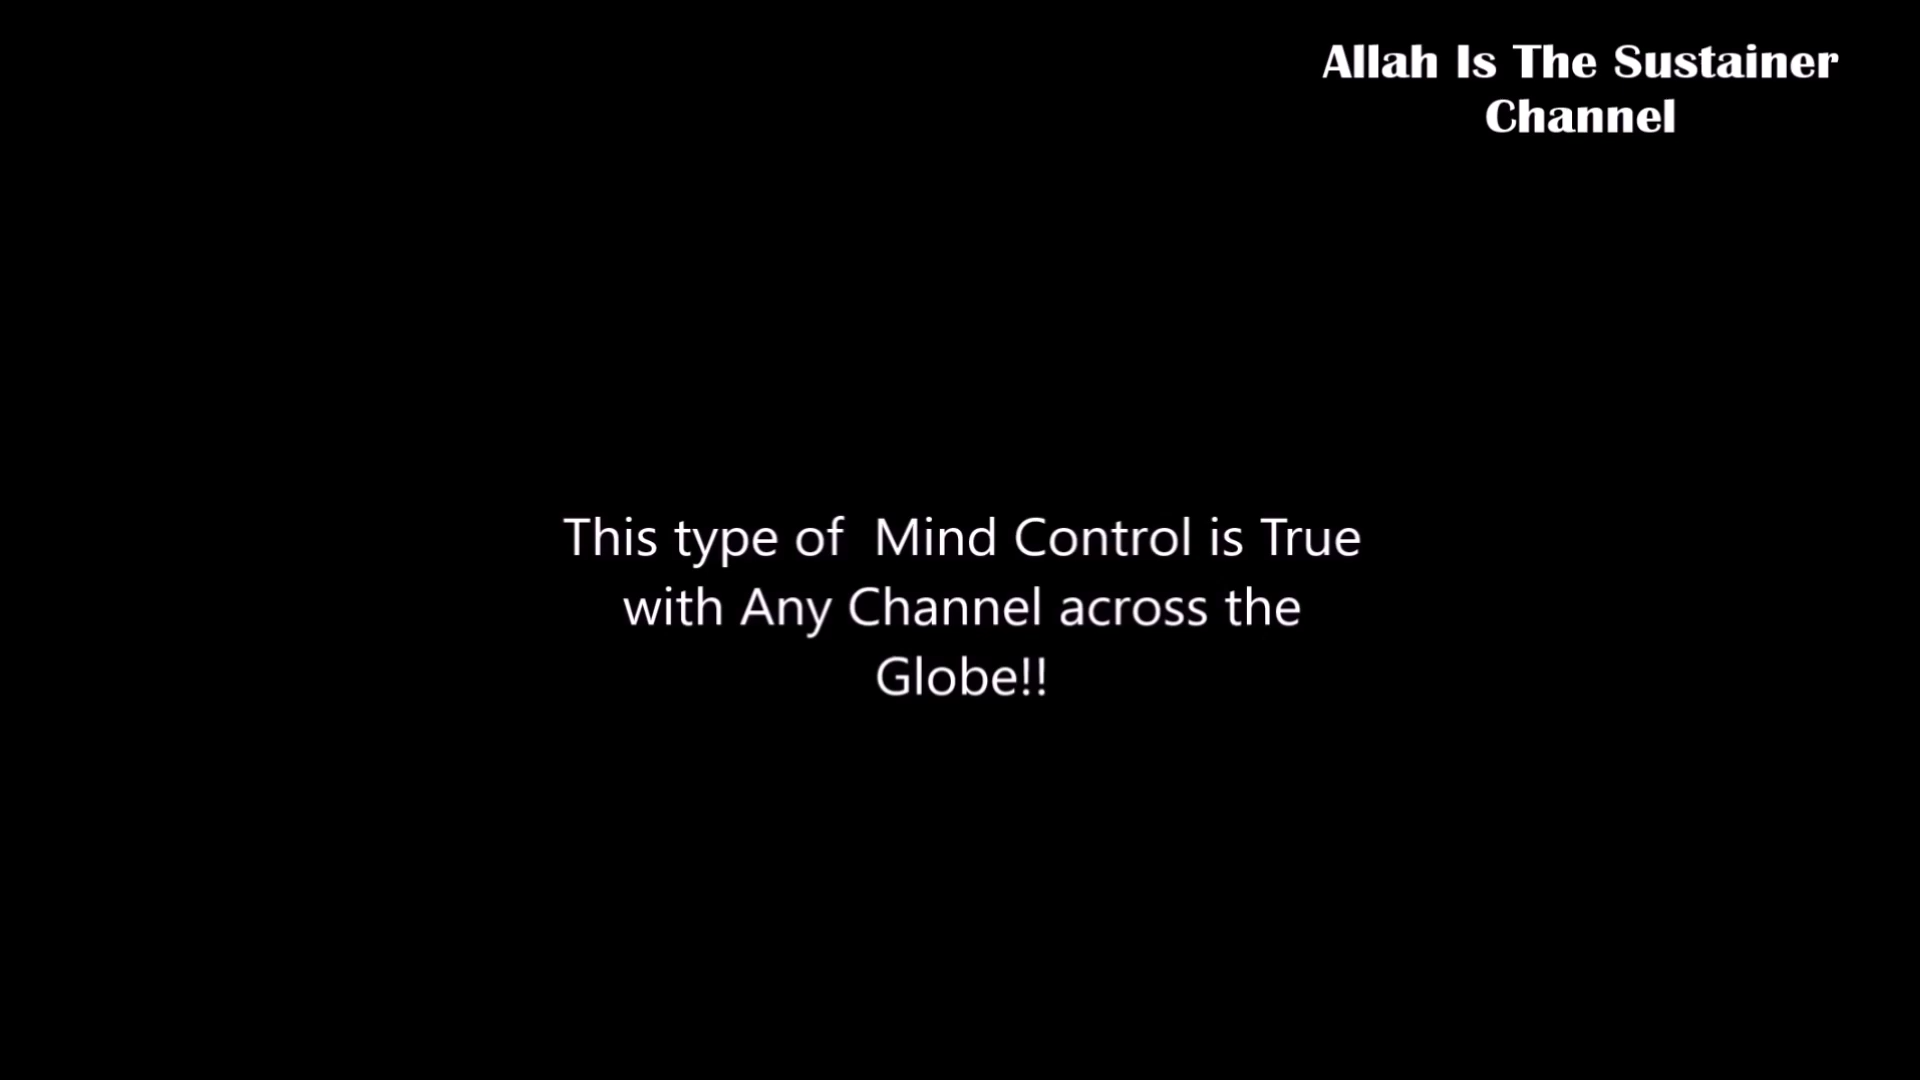 Allah Is The Sustainer
Channel
This type of  Mind Control is True
with Any Channel across the
Globe!!